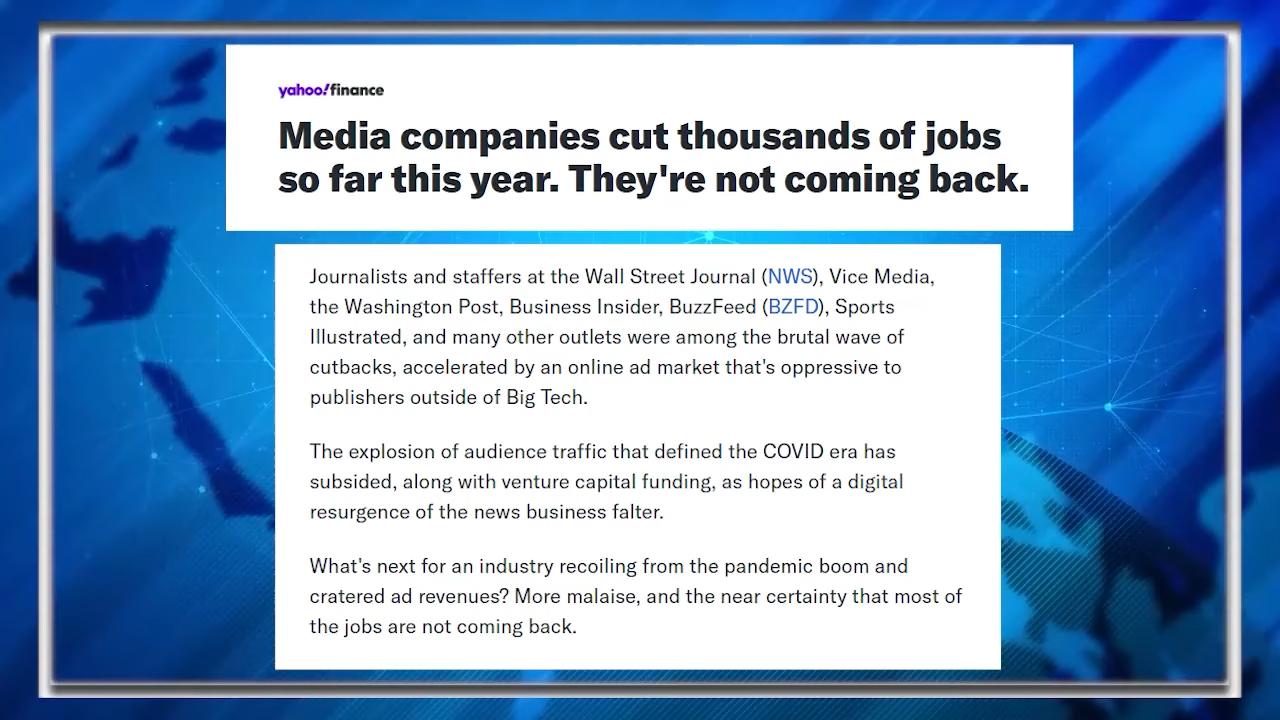 yahoo!finance
Media companies cut thousands of jobs
so far this year. They're not coming back.
Journalists and staffers at the Wall Street Journal (NWS), Vice Media,
the Washington Post, Business Insider, BuzzFeed (BZFD), Sports
Illustrated, and many other outlets were among the brutal wave of
cutbacks, accelerated by an online ad market that's oppressive to
publishers outside of Big Tech.
The explosion of audience traffic that defined the COVID era has
subsided, along with venture capital funding, as hopes of a digital
resurgence of the news business falter.
What's next for an industry recoiling from the pandemic boom and
cratered ad revenues? More malaise, and the near certainty that most of
the jobs are not coming back.